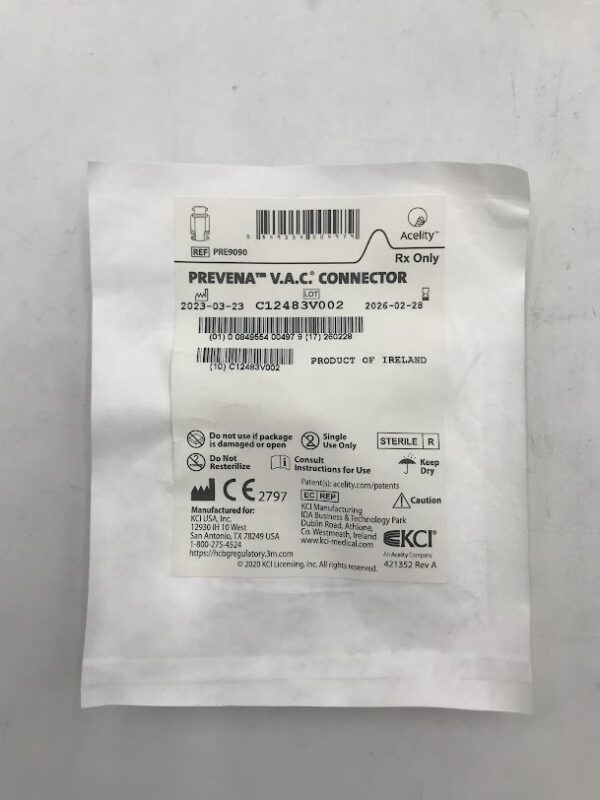 0 849554 004979
Acelity™
REF PRE9090
Rx Only
PREVENA™ V.A.C.® CONNECTOR
LOT
2023-03-23 C12483V002 2026-02-28
(01) 0 0849554 00497 9 (17) 260228
(10) C12483V002
PRODUCT OF IRELAND
Do not use if package
is damaged or open
Single
Use Only
STERILE R
Do Not
Resterilize
Consult
Instructions for Use
Keep
Dry
CE 2797
Patent(s): acelity.com/patents
EC REP
Caution
Manufactured for:
KCI USA, Inc.
12930 IH 10 West
San Antonio, TX 78249 USA
1-800-275-4524
https://hcbgregulatory.3m.com
KCI Manufacturing
IDA Business & Technology Park
Dublin Road, Athlone,
Co. Westmeath, Ireland
www.kci-medical.com
KCI®
An Acelity Company
© 2020 KCI Licensing, Inc. All rights reserved.
421352 Rev A